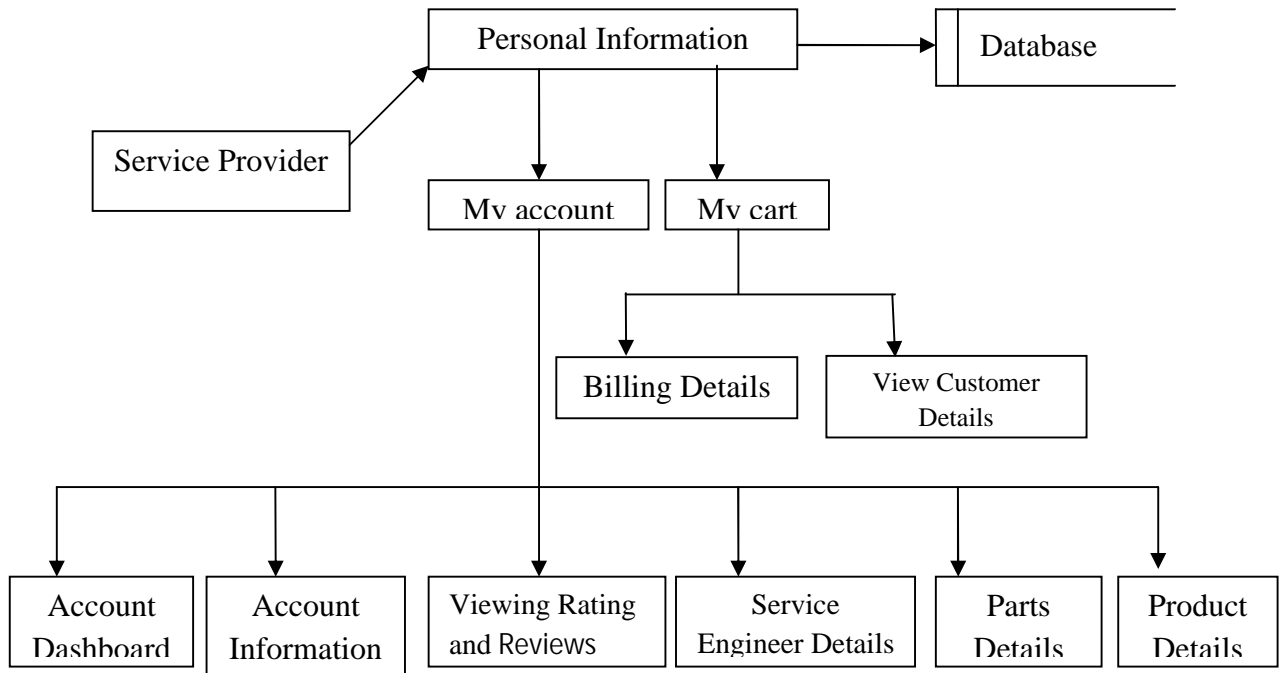 Personal Information
Database
Service Provider
My account
My cart
Billing Details
View Customer
Details
Account
Dashboard
Account
Information
Viewing Rating
and Reviews
Service
Engineer Details
Parts
Details
Product
Details